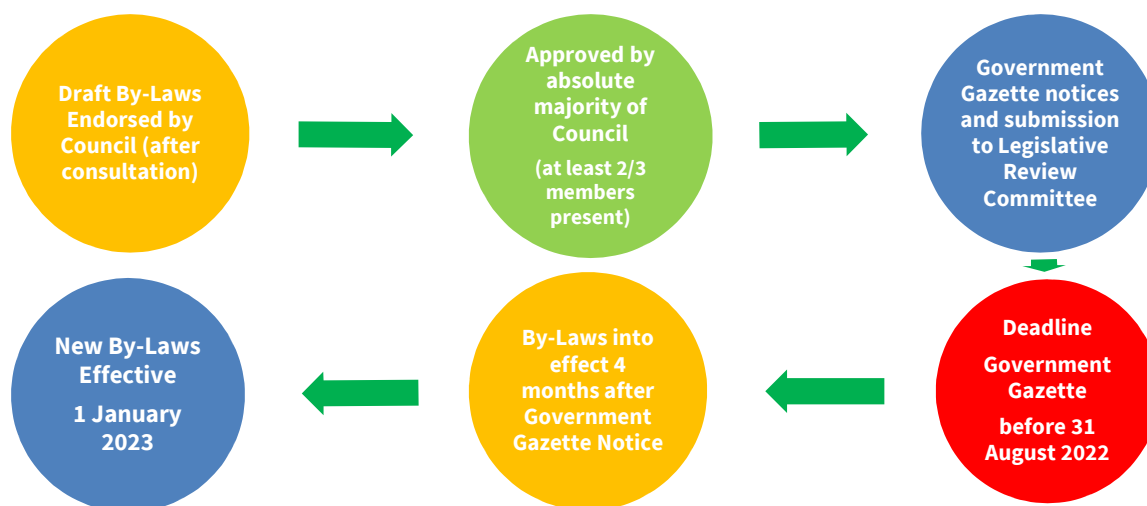 Draft By-Laws
Endorsed by
Council (after
consultation)
Approved by
absolute
majority of
Council
(at least 2/3
members
present)
Government
Gazette notices
and submission
to Legislative
Review
Committee
Deadline
Government
Gazette
before 31
August 2022
By-Laws into
effect 4
months after
Government
Gazette Notice
New By-Laws
Effective
1 January
2023